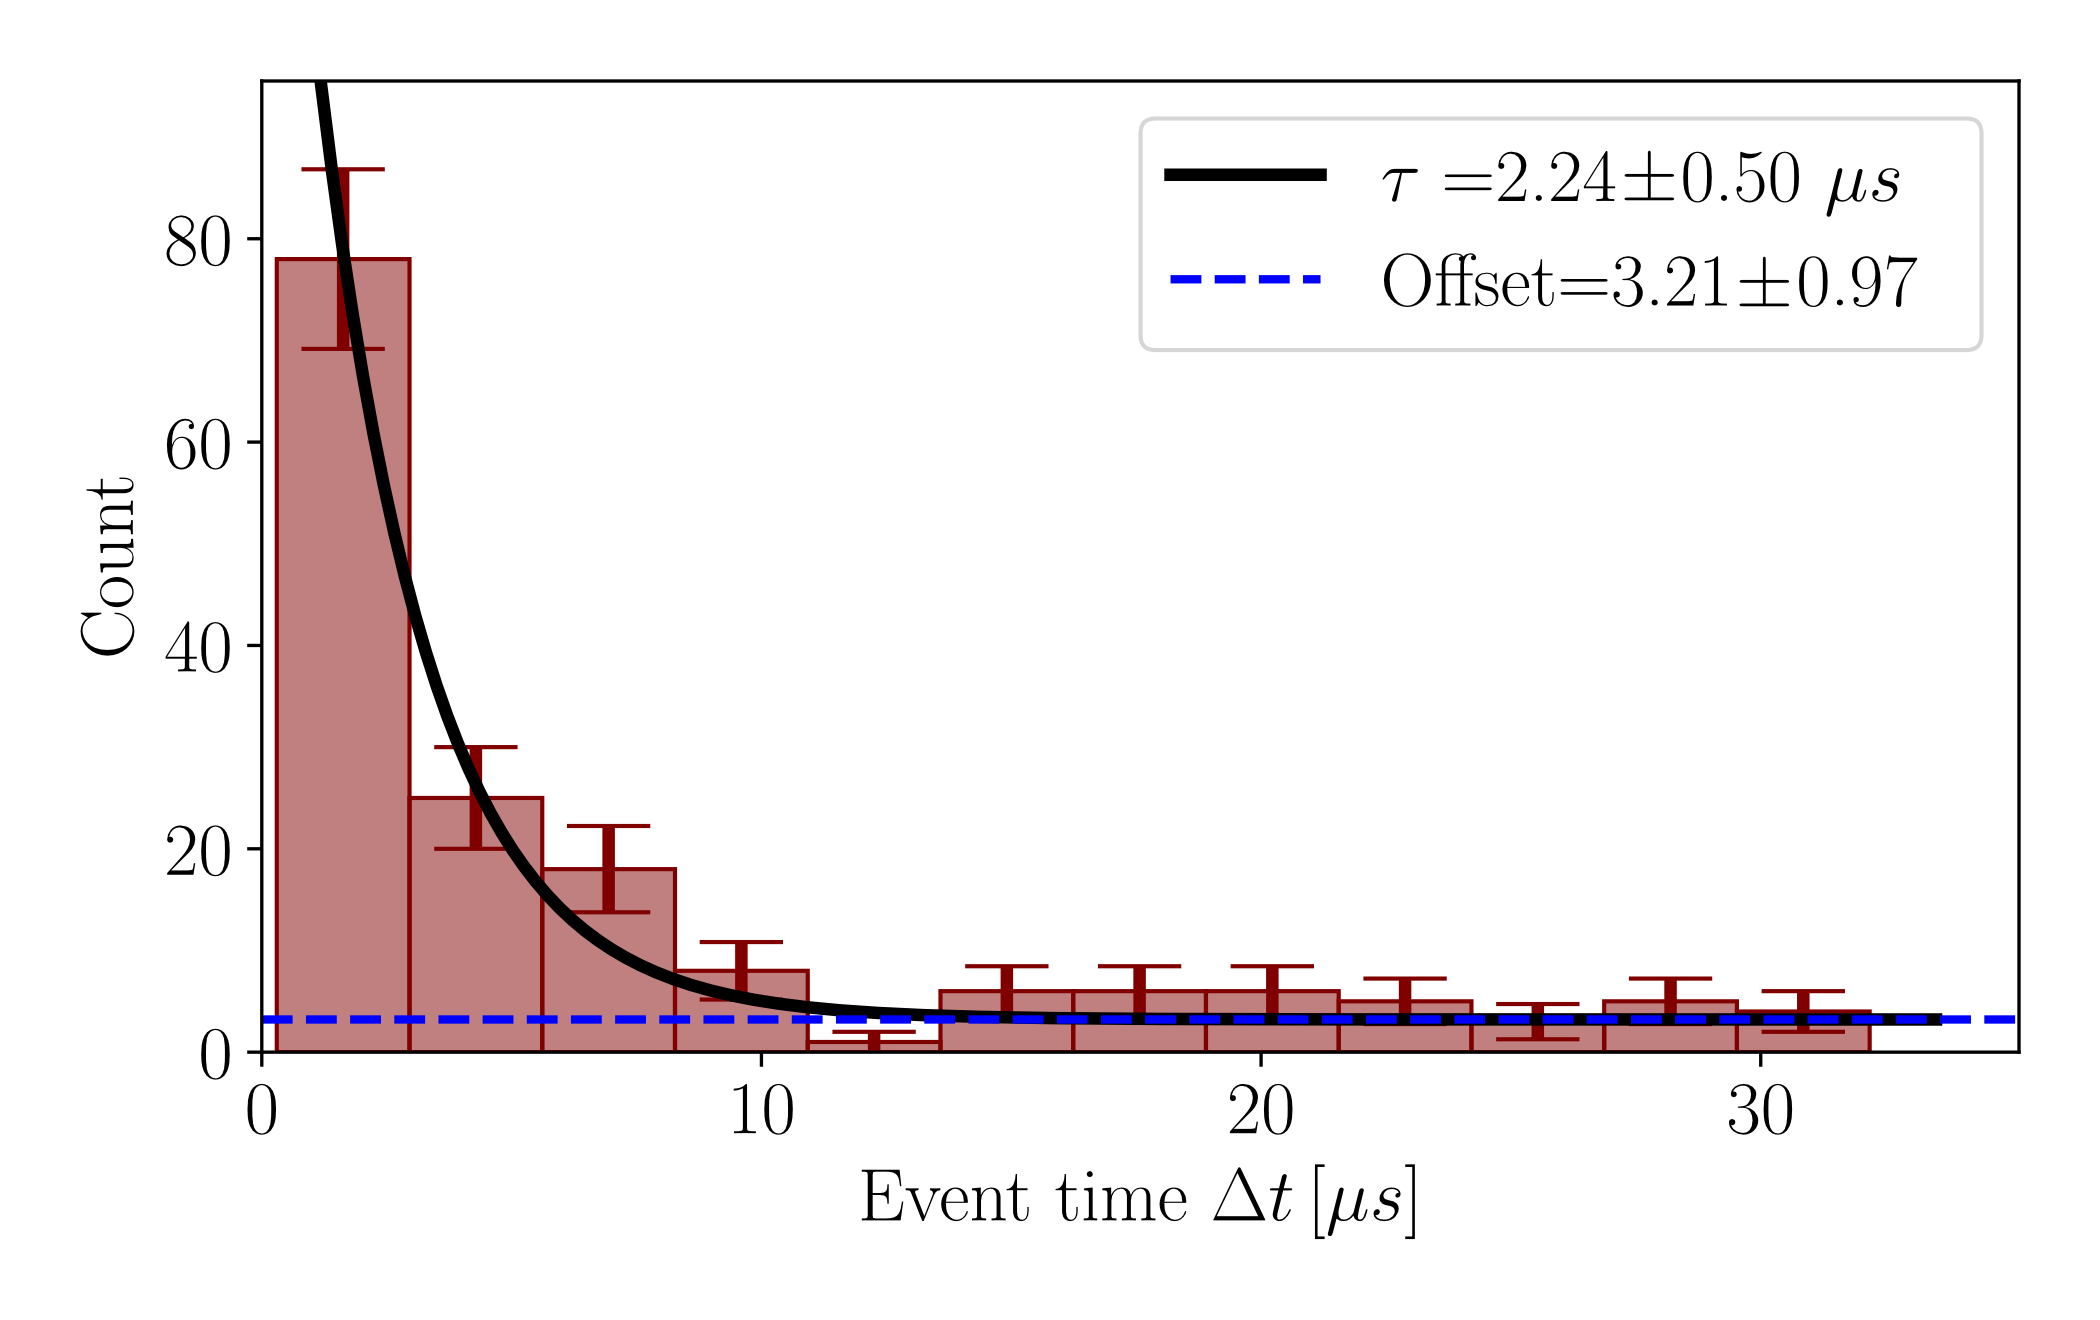 τ =2.24±0.50 μs
Offset=3.21±0.97
Count
80
60
40
20
0
0 10 20 30
Event time Δt [μs]